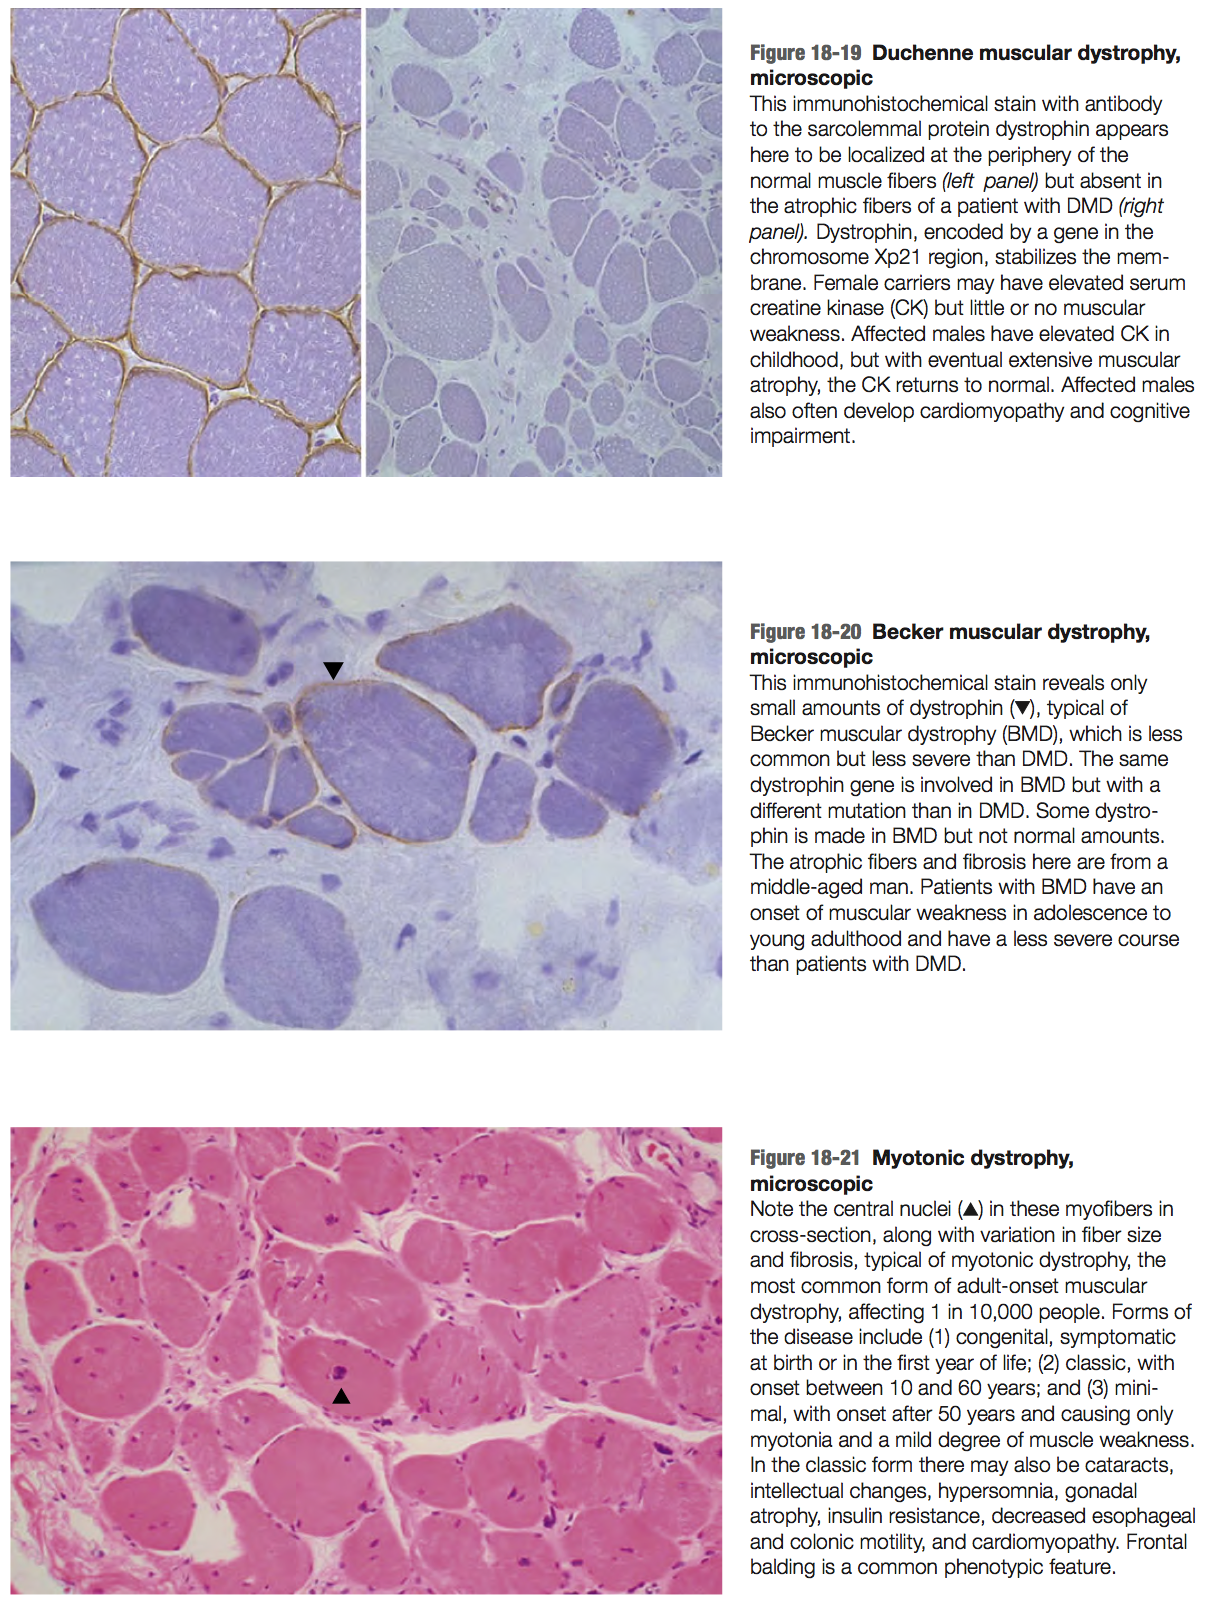 Figure 18-19 Duchenne muscular dystrophy,
microscopic
This immunohistochemical stain with antibody
to the sarcolemmal protein dystrophin appears
here to be localized at the periphery of the
normal muscle fibers (left panel) but absent in
the atrophic fibers of a patient with DMD (right
panel). Dystrophin, encoded by a gene in the
chromosome Xp21 region, stabilizes the mem-
brane. Female carriers may have elevated serum
creatine kinase (CK) but little or no muscular
weakness. Affected males have elevated CK in
childhood, but with eventual extensive muscular
atrophy, the CK returns to normal. Affected males
also often develop cardiomyopathy and cognitive
impairment.
Figure 18-20 Becker muscular dystrophy,
microscopic
This immunohistochemical stain reveals only
small amounts of dystrophin (▼), typical of
Becker muscular dystrophy (BMD), which is less
common but less severe than DMD. The same
dystrophin gene is involved in BMD but with a
different mutation than in DMD. Some dystro-
phin is made in BMD but not normal amounts.
The atrophic fibers and fibrosis here are from a
middle-aged man. Patients with BMD have an
onset of muscular weakness in adolescence to
young adulthood and have a less severe course
than patients with DMD.
Figure 18-21 Myotonic dystrophy,
microscopic
Note the central nuclei (▲) in these myofibers in
cross-section, along with variation in fiber size
and fibrosis, typical of myotonic dystrophy, the
most common form of adult-onset muscular
dystrophy, affecting 1 in 10,000 people. Forms of
the disease include (1) congenital, symptomatic
at birth or in the first year of life; (2) classic, with
onset between 10 and 60 years; and (3) mini-
mal, with onset after 50 years and causing only
myotonia and a mild degree of muscle weakness.
In the classic form there may also be cataracts,
intellectual changes, hypersomnia, gonadal
atrophy, insulin resistance, decreased esophageal
and colonic motility, and cardiomyopathy. Frontal
balding is a common phenotypic feature.